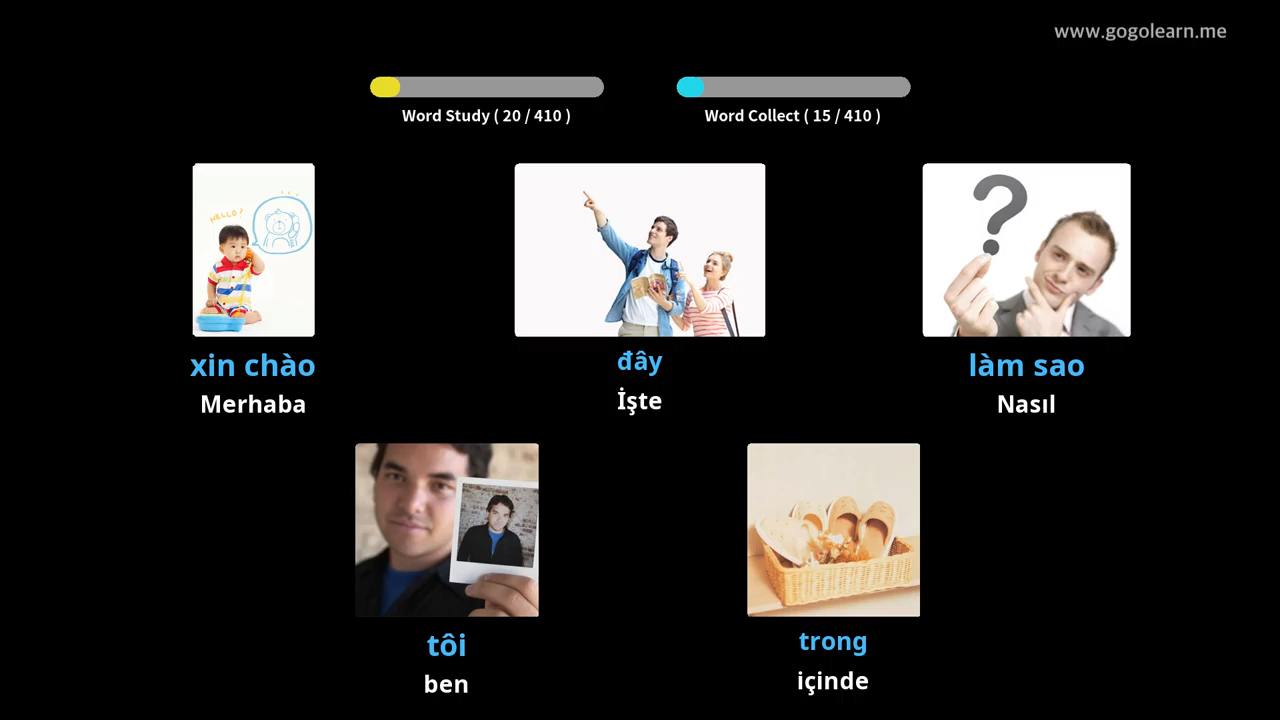 www.gogolearn.me
Word Study ( 20 / 410 )
Word Collect ( 15 / 410 )
HELLO?
xin chào
Merhaba
đây
İşte
làm sao
Nasıl
tôi
ben
trong
içinde